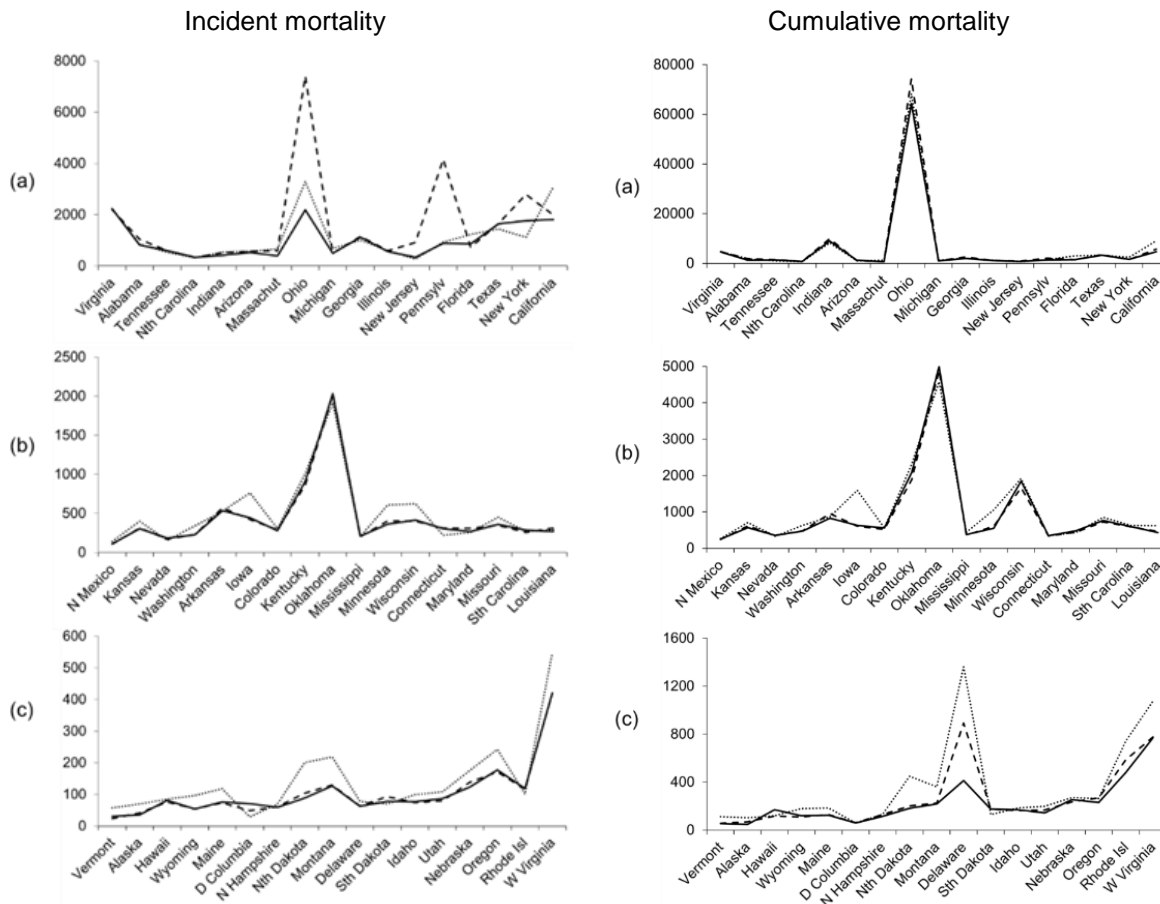 Incident mortality
Cumulative mortality
(a)
8000
6000
4000
2000
0
Virginia
Alabama
Tennessee
Nth Carolina
Indiana
Arizona
Massachut
Ohio
Michigan
Georgia
Illinois
New Jersey
Pennsylv
Florida
Texas
New York
California
(a)
80000
60000
40000
20000
0
Virginia
Alabama
Tennessee
Nth Carolina
Indiana
Arizona
Massachut
Ohio
Michigan
Georgia
Illinois
New Jersey
Pennsylv
Florida
Texas
New York
California
(b)
2500
2000
1500
1000
500
0
N Mexico
Kansas
Nevada
Washington
Arkansas
Iowa
Colorado
Kentucky
Oklahoma
Mississippi
Minnesota
Wisconsin
Connecticut
Maryland
Missouri
Sth Carolina
Louisiana
(b)
5000
4000
3000
2000
1000
0
N Mexico
Kansas
Nevada
Washington
Arkansas
Iowa
Colorado
Kentucky
Oklahoma
Mississippi
Minnesota
Wisconsin
Connecticut
Maryland
Missouri
Sth Carolina
Louisiana
(c)
600
500
400
300
200
100
0
Vermont
Alaska
Hawaii
Wyoming
Maine
D Columbia
N Hampshire
Nth Dakota
Montana
Delaware
Sth Dakota
Idaho
Utah
Nebraska
Oregon
Rhode Isl
W Virginia
(c)
1600
1200
800
400
0
Vermont
Alaska
Hawaii
Wyoming
Maine
D Columbia
N Hampshire
Nth Dakota
Montana
Delaware
Sth Dakota
Idaho
Utah
Nebraska
Oregon
Rhode Isl
W Virginia